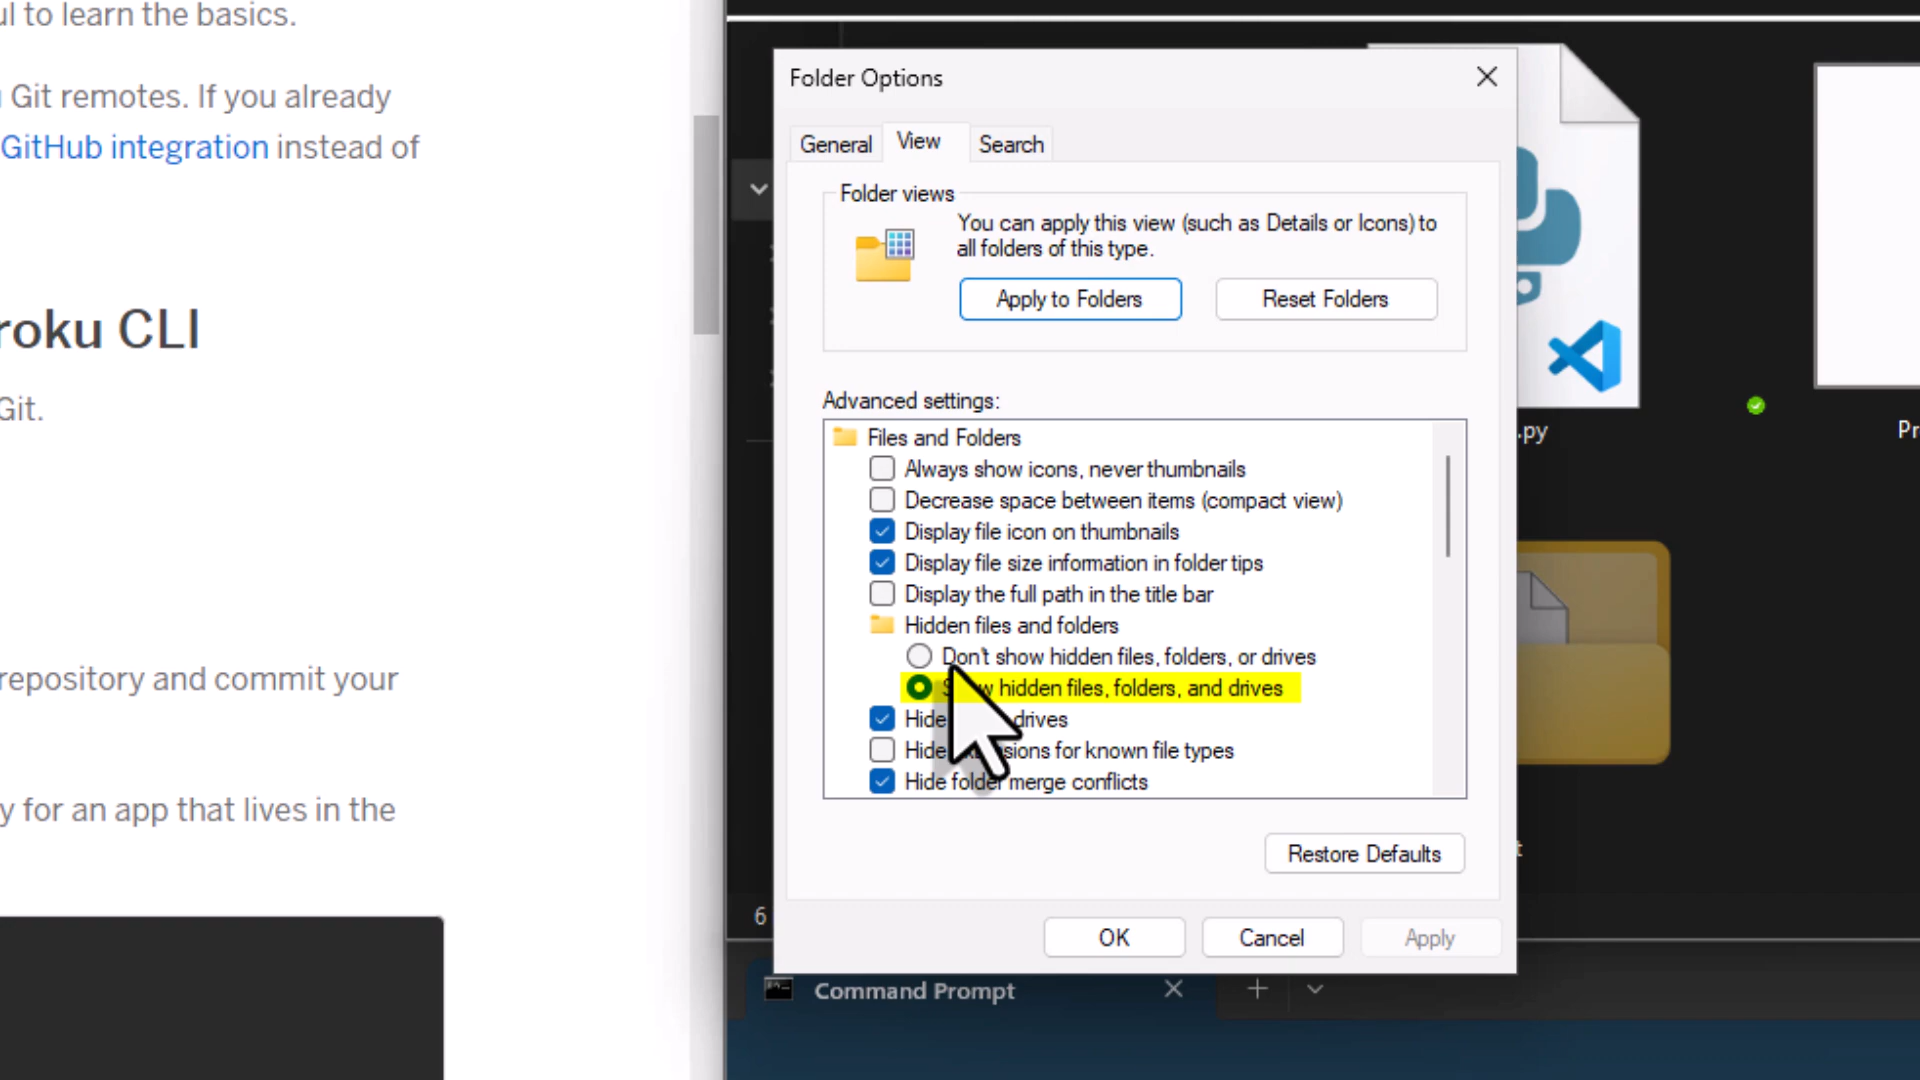 to learn the basics.
Git remotes. If you already
GitHub integration instead of
roku CLI
Git.
repository and commit your
y for an app that lives in the
Folder Options
General View Search
Folder views
You can apply this view (such as Details or Icons) to
all folders of this type.
Apply to Folders Reset Folders
Advanced settings:
Files and Folders
Always show icons, never thumbnails
Decrease space between items (compact view)
Display file icon on thumbnails
Display file size information in folder tips
Display the full path in the title bar
Hidden files and folders
Don't show hidden files, folders, or drives
hidden files, folders, and drives
Hide drives
Hide for known file types
Hide folder merge conflicts
Restore Defaults
OK Cancel Apply
.py
Pr
6
Command Prompt